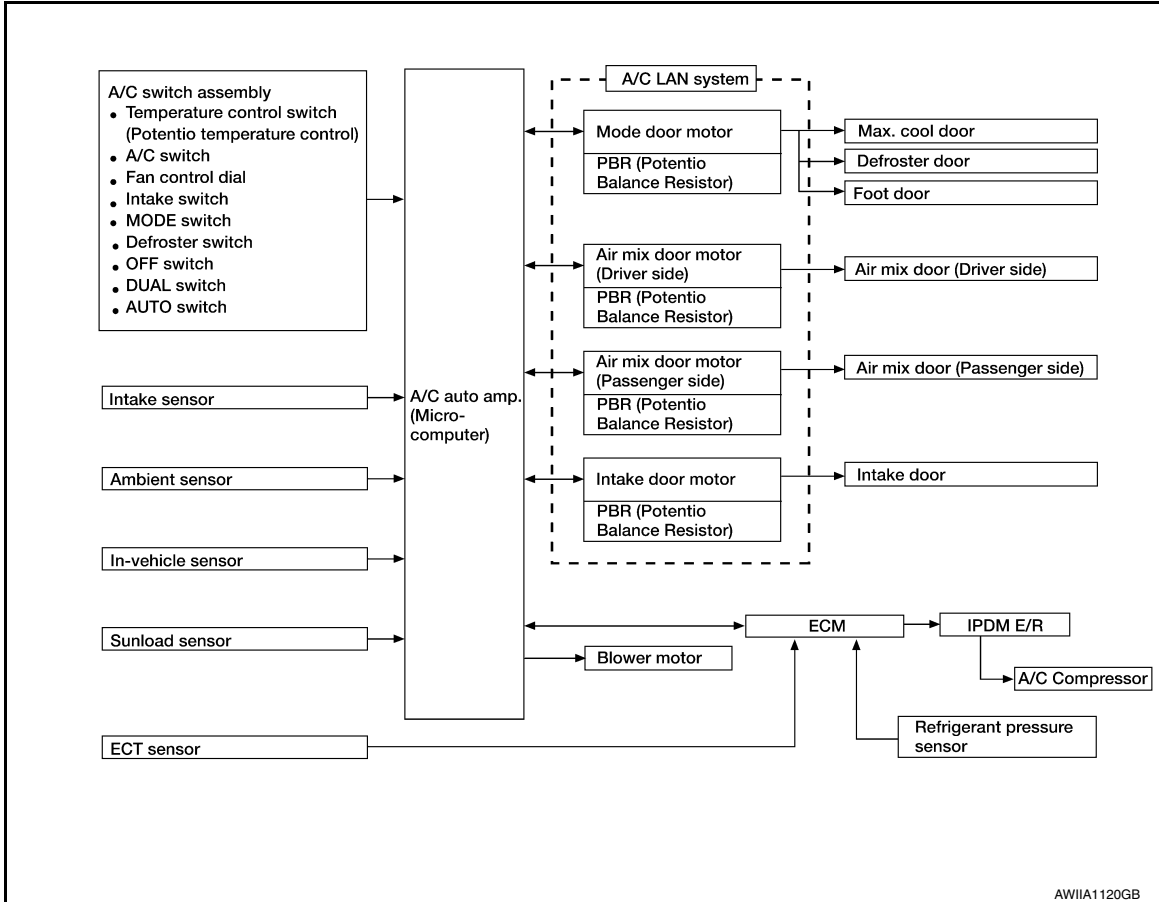 A/C switch assembly
• Temperature control switch
(Potentio temperature control)
• A/C switch
• Fan control dial
• Intake switch
• MODE switch
• Defroster switch
• OFF switch
• DUAL switch
• AUTO switch
Intake sensor
Ambient sensor
In-vehicle sensor
Sunload sensor
ECT sensor
A/C auto amp.
(Micro-
computer)
A/C LAN system
Mode door motor
PBR (Potentio
Balance Resistor)
Air mix door motor
(Driver side)
PBR (Potentio
Balance Resistor)
Air mix door motor
(Passenger side)
PBR (Potentio
Balance Resistor)
Intake door motor
PBR (Potentio
Balance Resistor)
Max. cool door
Defroster door
Foot door
Air mix door (Driver side)
Air mix door (Passenger side)
Intake door
ECM
IPDM E/R
Blower motor
A/C Compressor
Refrigerant pressure
sensor
AWIIA1120GB